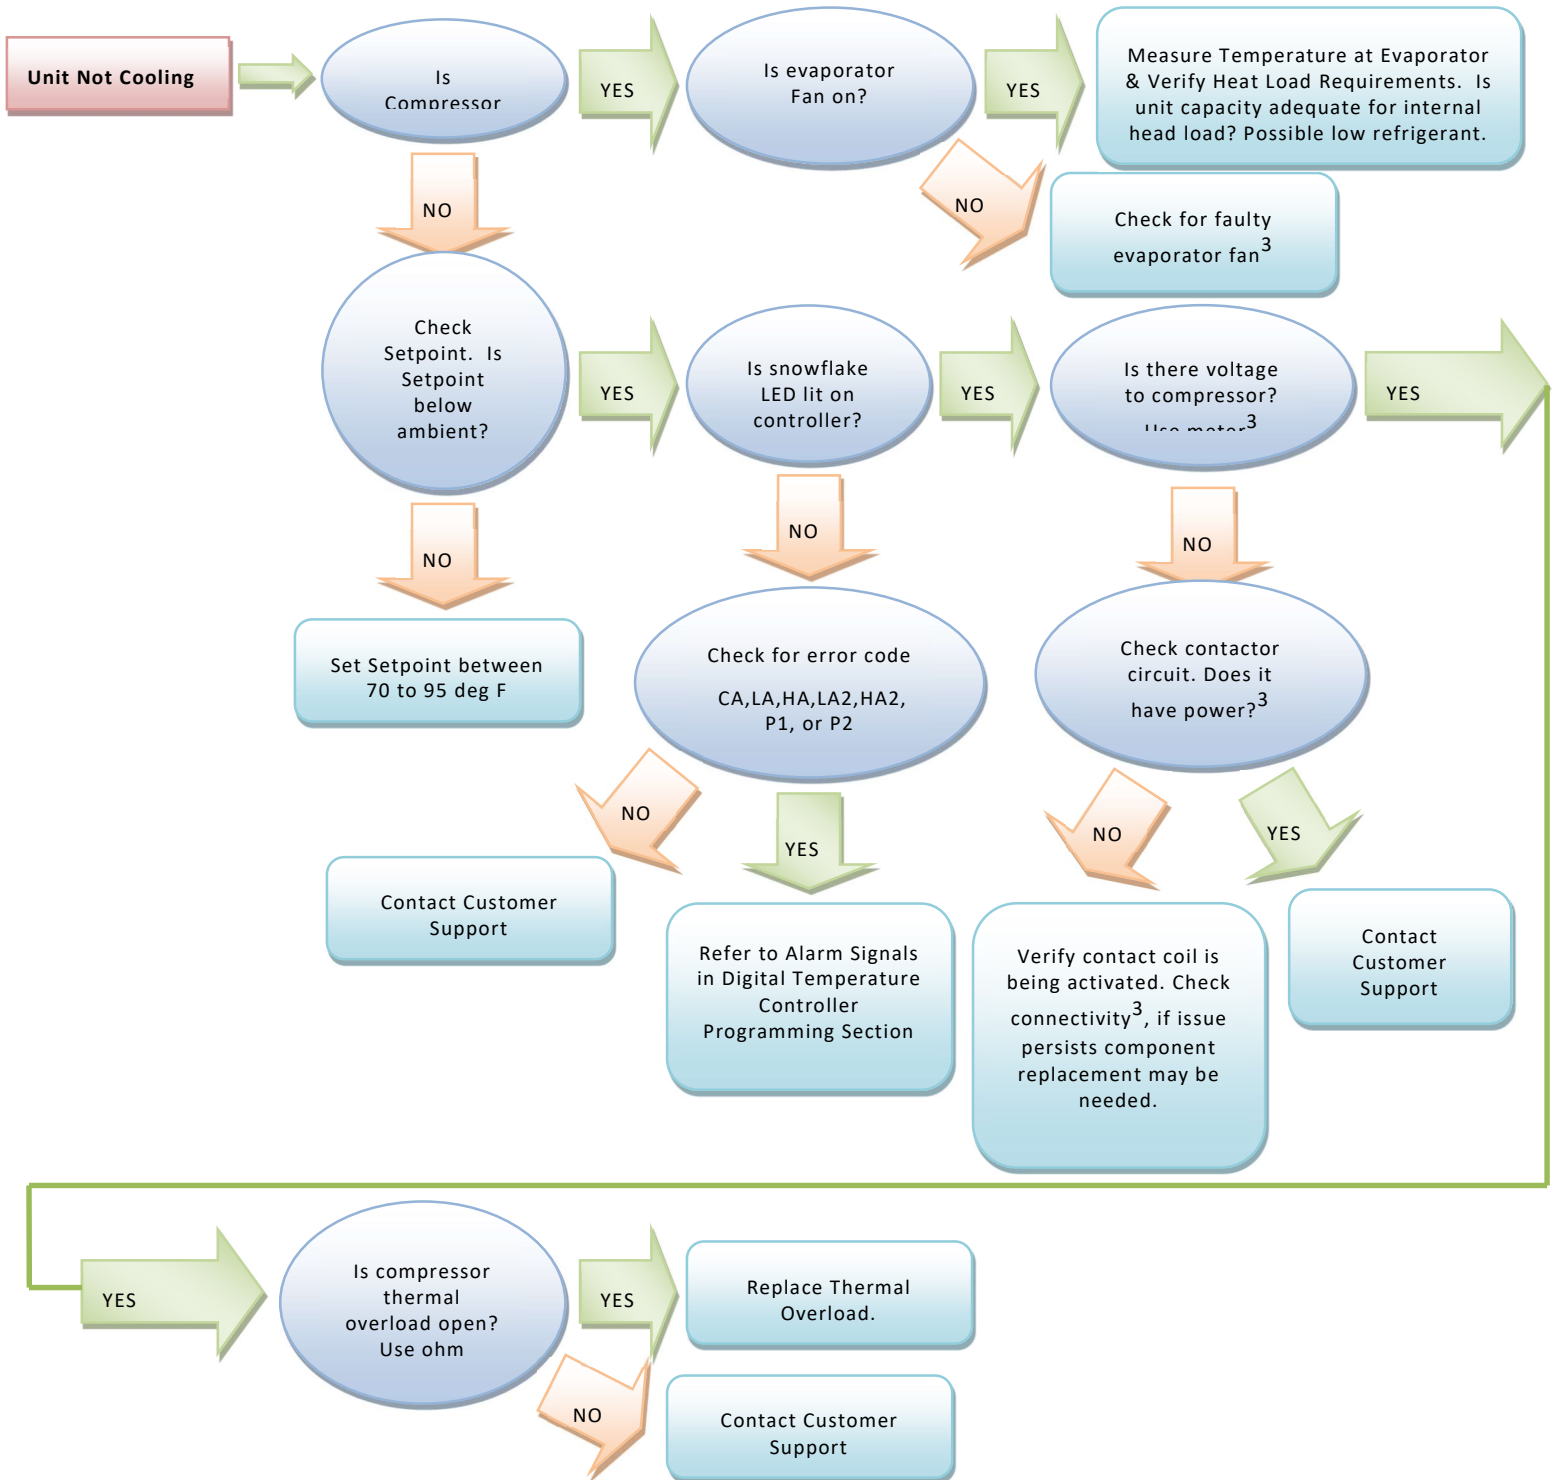 Unit Not Cooling
Is
Compressor
YES
Is evaporator
Fan on?
YES
Measure Temperature at Evaporator
& Verify Heat Load Requirements. Is
unit capacity adequate for internal
head load? Possible low refrigerant.
NO
NO
Check for faulty
evaporator fan3
Check
Setpoint. Is
Setpoint
below
ambient?
YES
Is snowflake
LED lit on
controller?
YES
Is there voltage
to compressor?
Use meter3
YES
NO
NO
NO
Set Setpoint between
70 to 95 deg F
Check for error code
CA,LA,HA,LA2,HA2,
P1, or P2
Check contactor
circuit. Does it
have power?3
NO
YES
NO
YES
Contact Customer
Support
Refer to Alarm Signals
in Digital Temperature
Controller
Programming Section
Verify contact coil is
being activated. Check
connectivity3, if issue
persists component
replacement may be
needed.
Contact
Customer
Support
YES
Is compressor
thermal
overload open?
Use ohm
YES
Replace Thermal
Overload.
NO
Contact Customer
Support